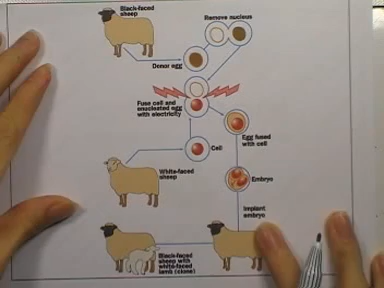 Black-faced
sheep
Remove nucleus
Donor egg
Fuse cell and
enucleated egg
with electricity
Egg fused
with cell
Cell
White-faced
sheep
Embryo
Implant
embryo
Black-faced
sheep with
white-faced
lamb (clone)